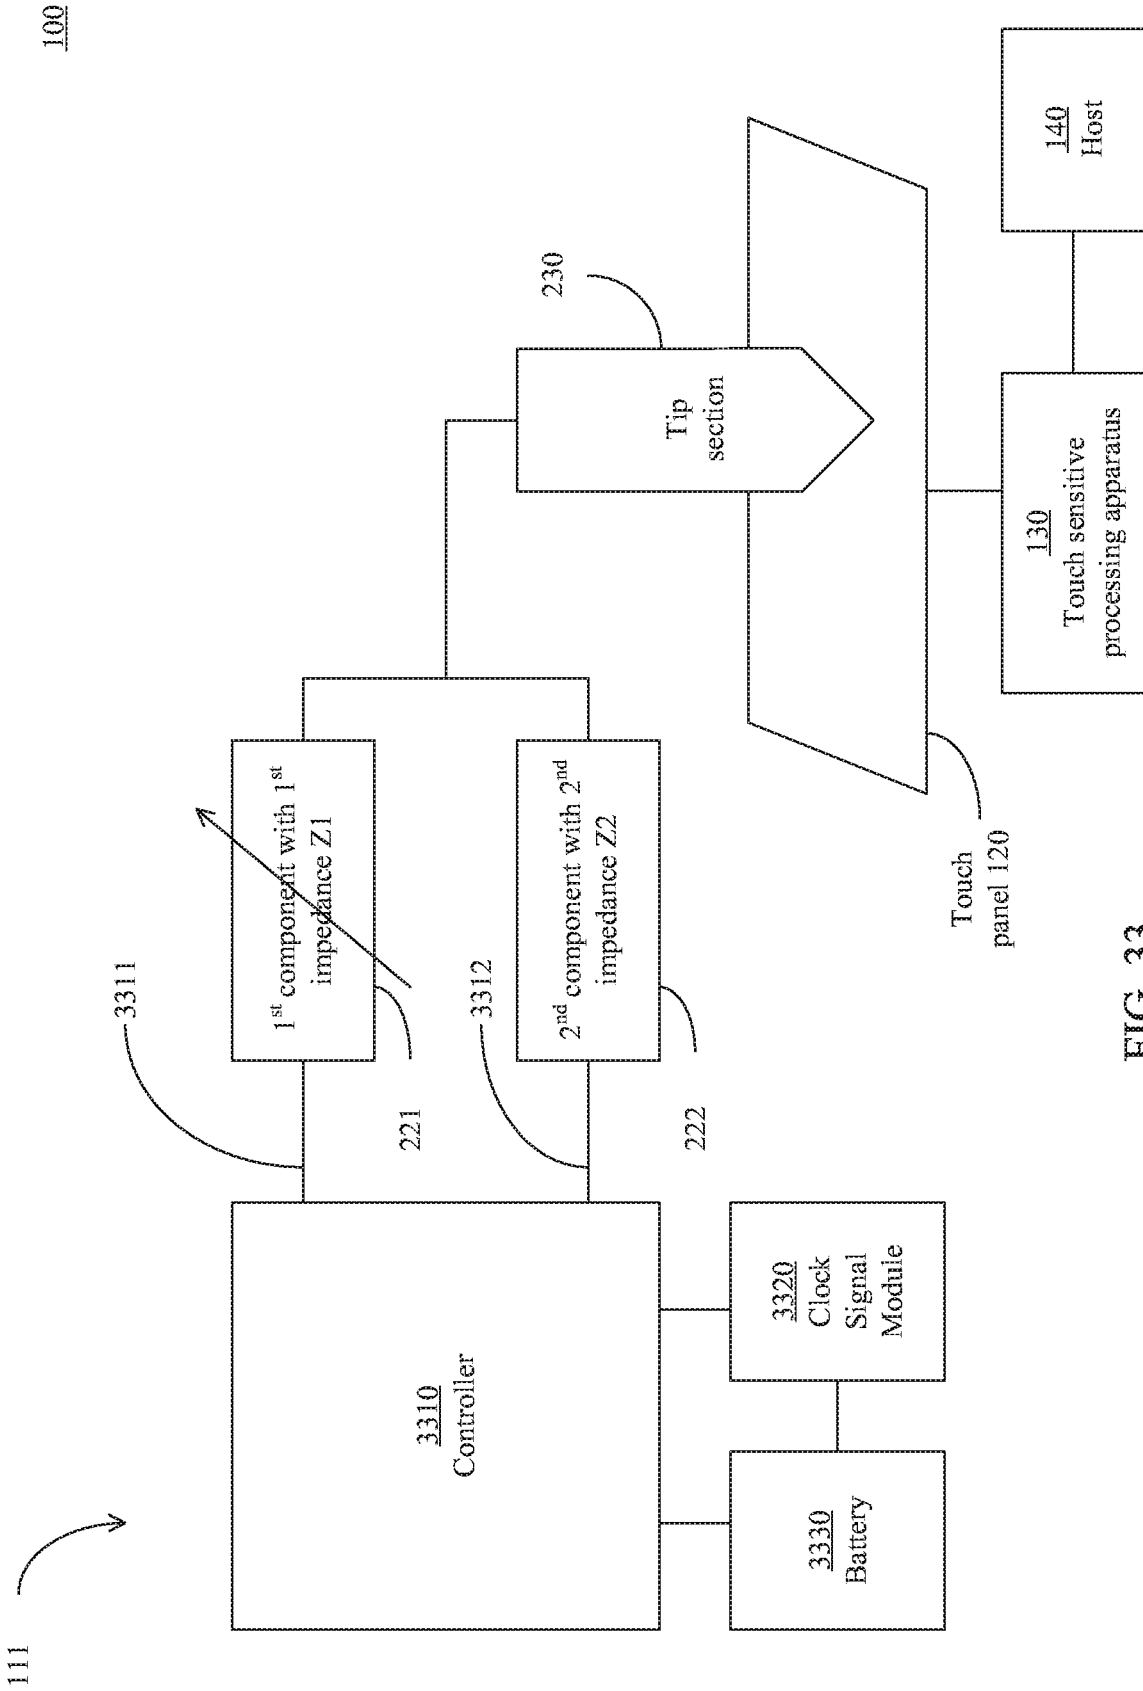 100
111
3310
Controller
3330
Battery
3320
Clock
Signal
Module
3311
3312
1st component with 1st
impedance Z1
221
2nd component with 2nd
impedance Z2
222
Tip
section
230
Touch
panel 120
130
Touch sensitive
processing apparatus
140
Host
FIG. 33